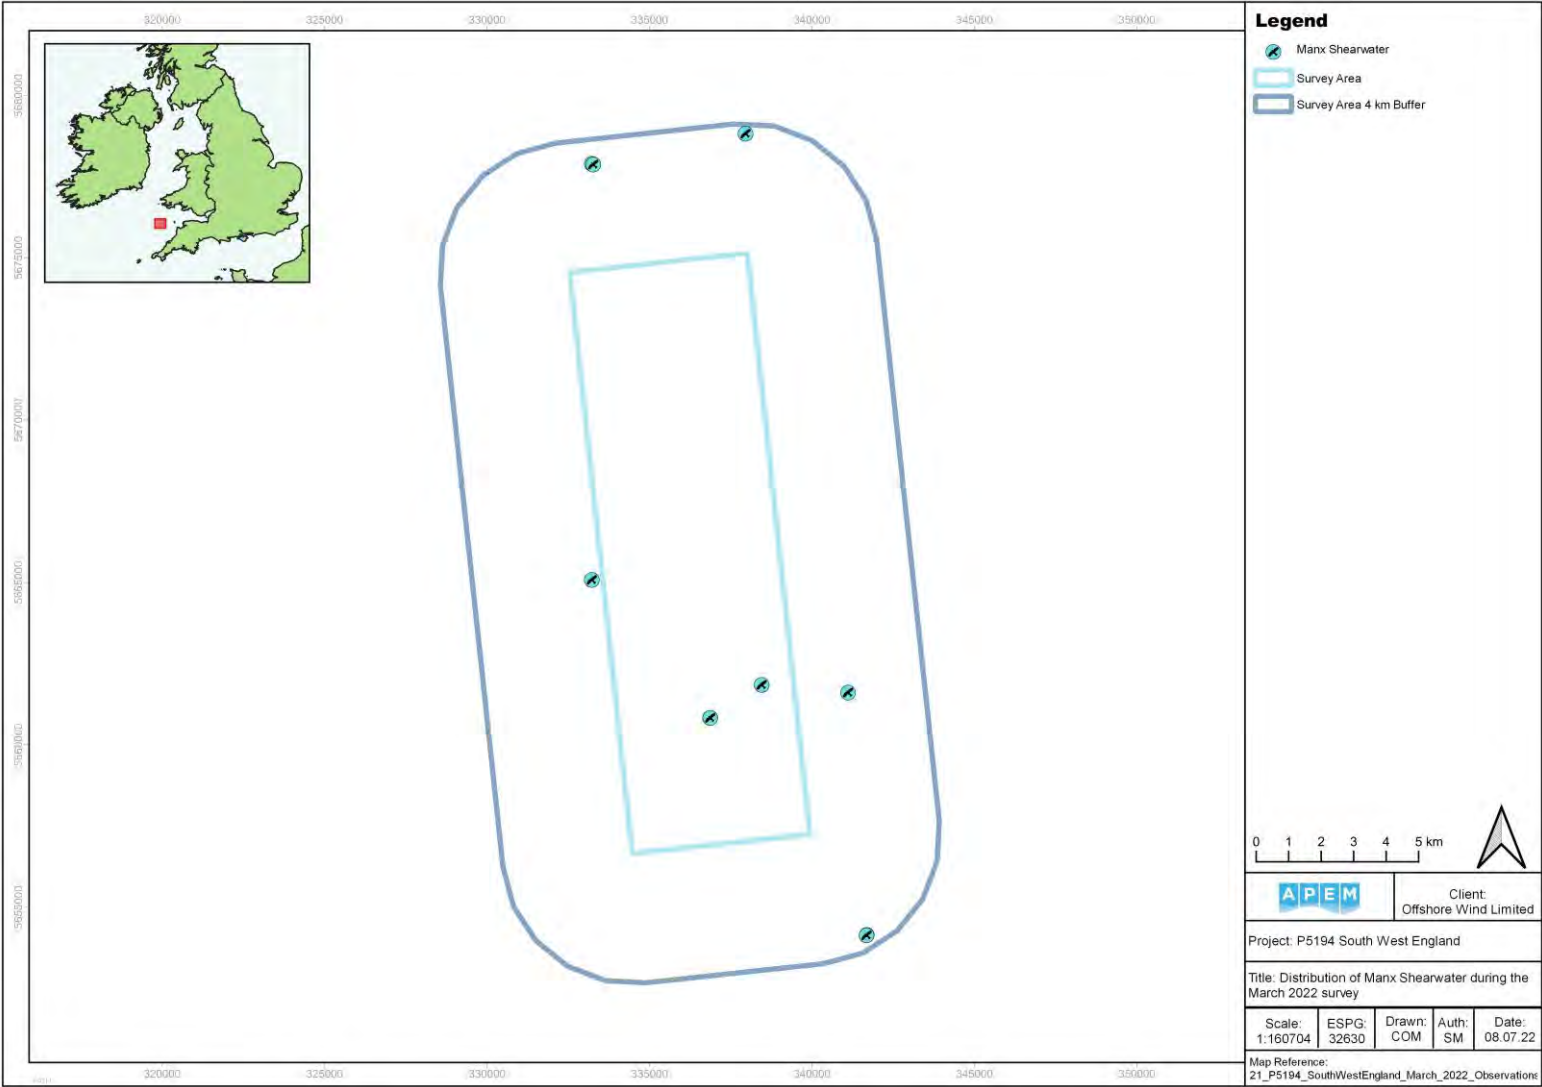 320000 325000 330000 335000 340000 345000 350000
5680000
5675000
5670000
5665000
5660000
5655000
Legend
Manx Shearwater
Survey Area
Survey Area 4 km Buffer
0 1 2 3 4 5 km
APEM
Client:
Offshore Wind Limited
Project: P5194 South West England
Title: Distribution of Manx Shearwater during the
March 2022 survey
Scale:
1:160704
ESPG:
32630
Drawn:
COM
Auth:
SM
Date:
08.07.22
Map Reference:
21_P5194_SouthWestEngland_March_2022_Observations
320000 325000 330000 335000 340000 345000 350000